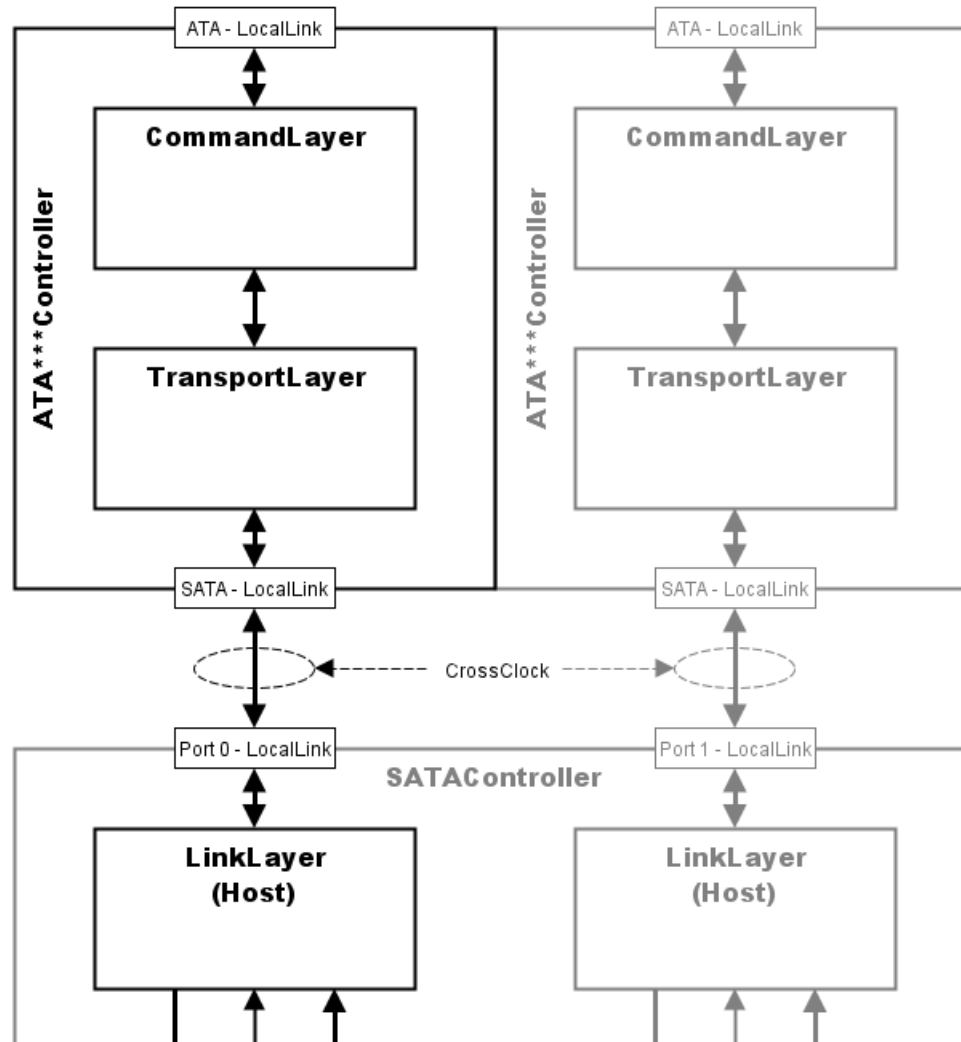 ATA - LocalLink
ATA - LocalLink
CommandLayer
CommandLayer
ATA***Controller
ATA***Controller
TransportLayer
TransportLayer
SATA - LocalLink
SATA - LocalLink
CrossClock
Port 0 - LocalLink
Port 1 - LocalLink
SATAController
LinkLayer
(Host)
LinkLayer
(Host)